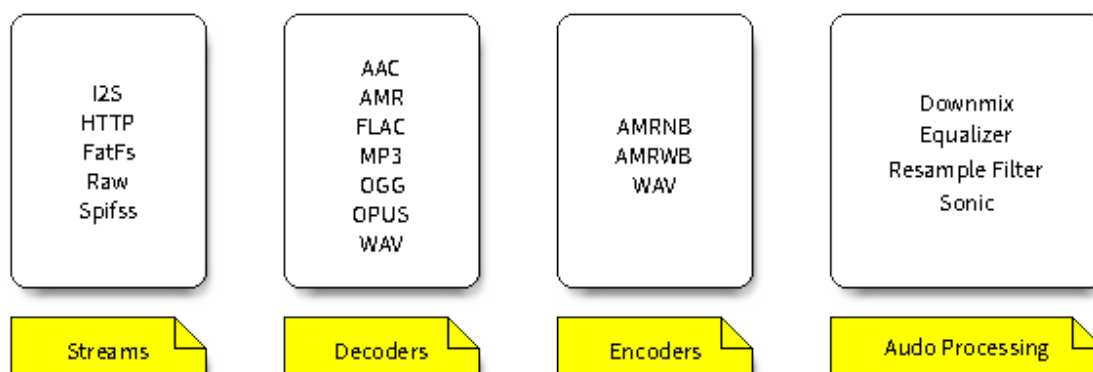 I2S
HTTP
FatFs
Raw
Spifss
AAC
AMR
FLAC
MP3
OGG
OPUS
WAV
AMRNB
AMRWB
WAV
Downmix
Equalizer
Resample Filter
Sonic
Streams
Decoders
Encoders
Audo Processing